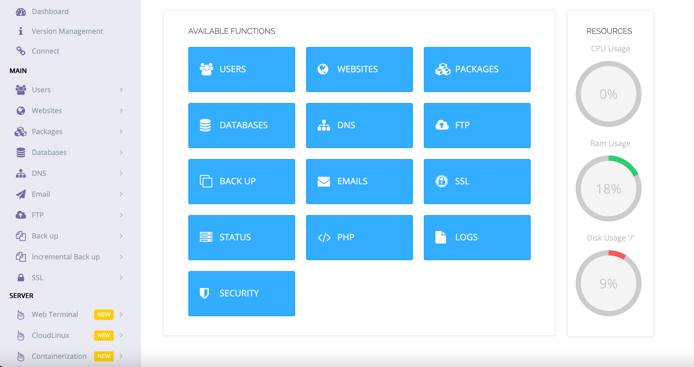 Dashboard
Version Management
Connect
MAIN
Users
Websites
Packages
Databases
DNS
Email
FTP
Back up
Incremental Back up
SSL
SERVER
Web Terminal NEW
CloudLinux NEW
Containerization NEW
AVAILABLE FUNCTIONS
USERS WEBSITES PACKAGES
DATABASES DNS FTP
BACK UP EMAILS SSL
STATUS PHP LOGS
SECURITY
RESOURCES
CPU Usage
0%
Ram Usage
18%
Disk Usage '/'
9%